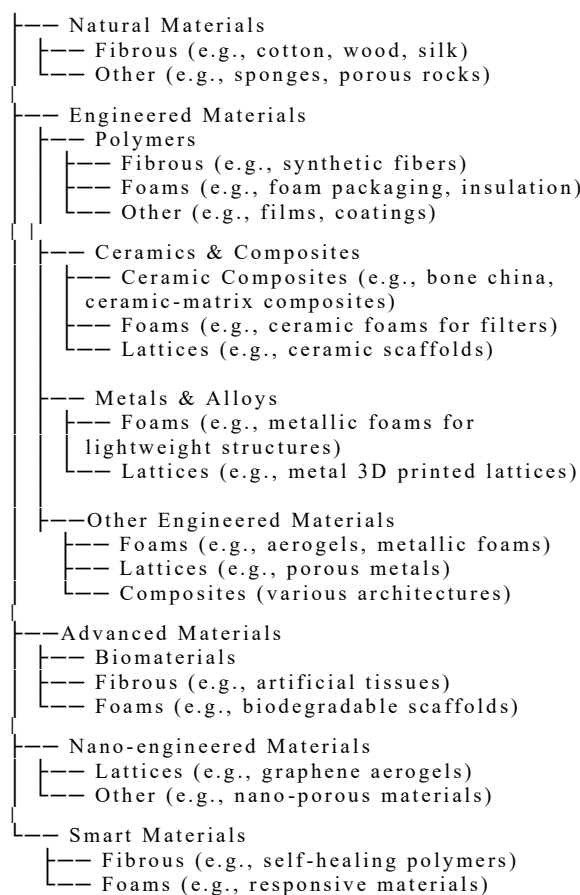 ├── Natural Materials
│ ├── Fibrous (e.g., cotton, wood, silk)
│ └── Other (e.g., sponges, porous rocks)
│
├── Engineered Materials
│ ├── Polymers
│ │ ├── Fibrous (e.g., synthetic fibers)
│ │ ├── Foams (e.g., foam packaging, insulation)
│ │ └── Other (e.g., films, coatings)
│ │
│ ├── Ceramics & Composites
│ │ ├── Ceramic Composites (e.g., bone china,
│ │ │ ceramic-matrix composites)
│ │ ├── Foams (e.g., ceramic foams for filters)
│ │ └── Lattices (e.g., ceramic scaffolds)
│ │
│ ├── Metals & Alloys
│ │ ├── Foams (e.g., metallic foams for
│ │ │ lightweight structures)
│ │ └── Lattices (e.g., metal 3D printed lattices)
│ │
│ ├──Other Engineered Materials
│ ├── Foams (e.g., aerogels, metallic foams)
│ ├── Lattices (e.g., porous metals)
│ └── Composites (various architectures)
│
├──Advanced Materials
│ ├── Biomaterials
│ ├── Fibrous (e.g., artificial tissues)
│ └── Foams (e.g., biodegradable scaffolds)
│
├── Nano-engineered Materials
│ ├── Lattices (e.g., graphene aerogels)
│ └── Other (e.g., nano-porous materials)
│
└── Smart Materials
├── Fibrous (e.g., self-healing polymers)
└── Foams (e.g., responsive materials)